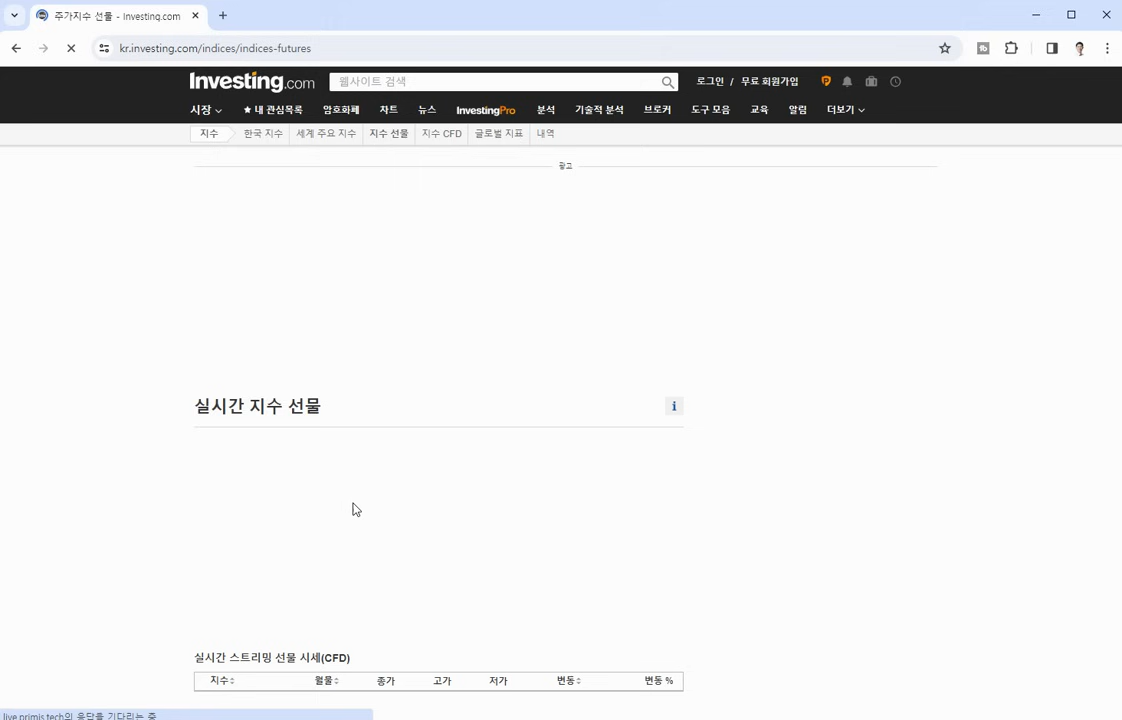 주가지수 선물 - Investing.com
kr.investing.com/indices/indices-futures
Investing.com
웹사이트 검색
로그인 / 무료 회원가입
시장
내 관심목록
암호화폐
차트
뉴스
InvestingPro
분석
기술적 분석
브로커
도구 모음
교육
알림
더보기
지수
한국 지수
세계 주요 지수
지수 선물
지수 CFD
글로벌 지표
내역
광고
실시간 지수 선물
i
실시간 스트리밍 선물 시세(CFD)
지수 월물 종가 고가 저가 변동 변동 %
live.primis.tech의 응답을 기다리는 중